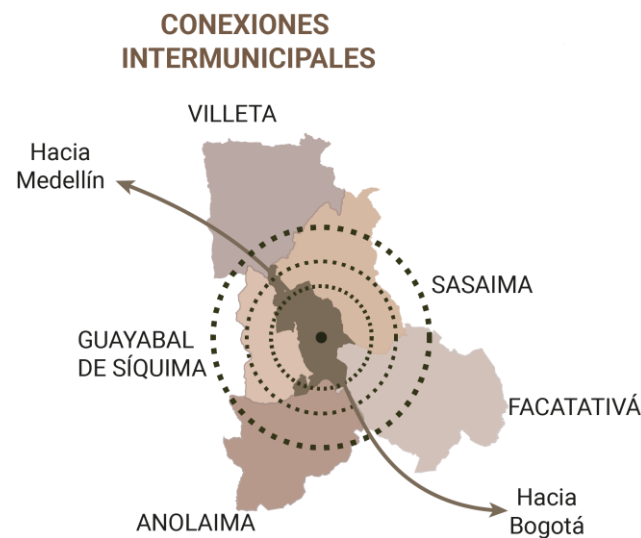 CONEXIONES
INTERMUNICIPALES
VILLETA
Hacia
Medellín
SASAIMA
GUAYABAL
DE SÍQUIMA
FACATATIVÁ
ANOLAIMA
Hacia
Bogotá